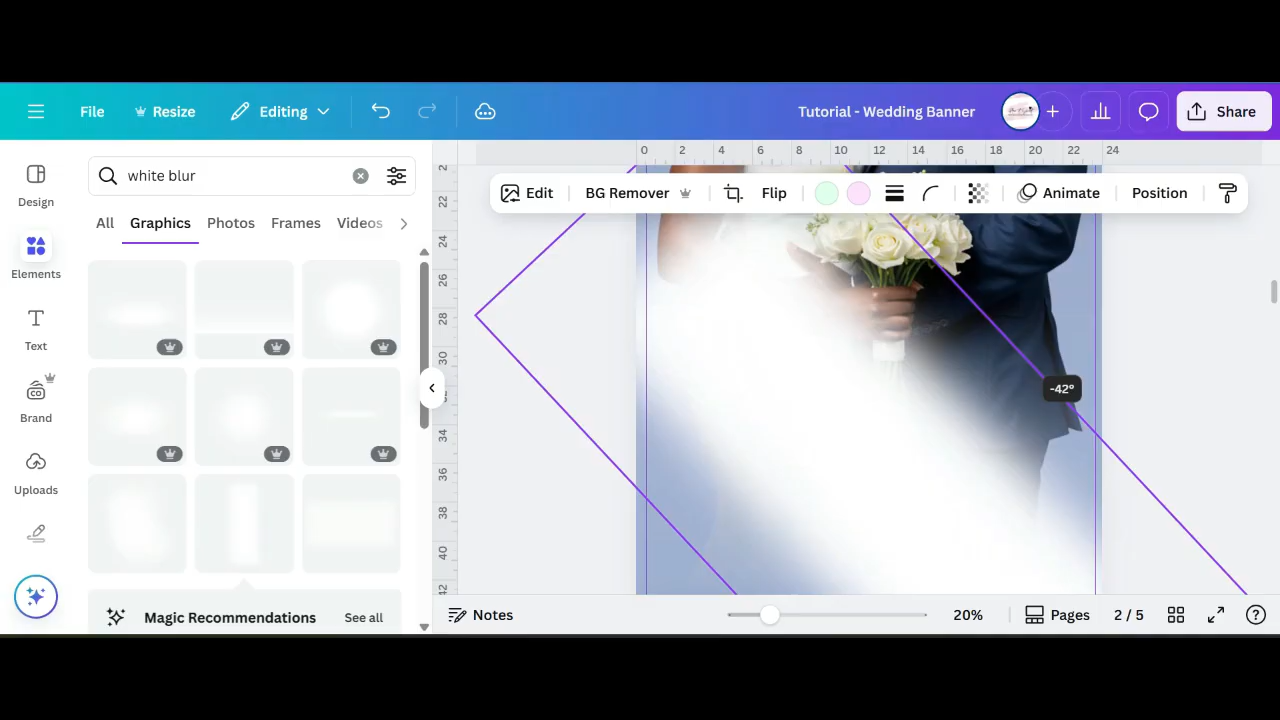 File Resize Editing Tutorial - Wedding Banner Share
white blur
0 2 4 6 8 10 12 14 16 18 20 22 24
Edit BG Remover Flip Animate Position
Design
All Graphics Photos Frames Videos
Elements
Text
Brand
Uploads
22
24
26
28
30
34
36
38
40
42
-42°
Magic Recommendations See all
Notes 20% Pages 2 / 5